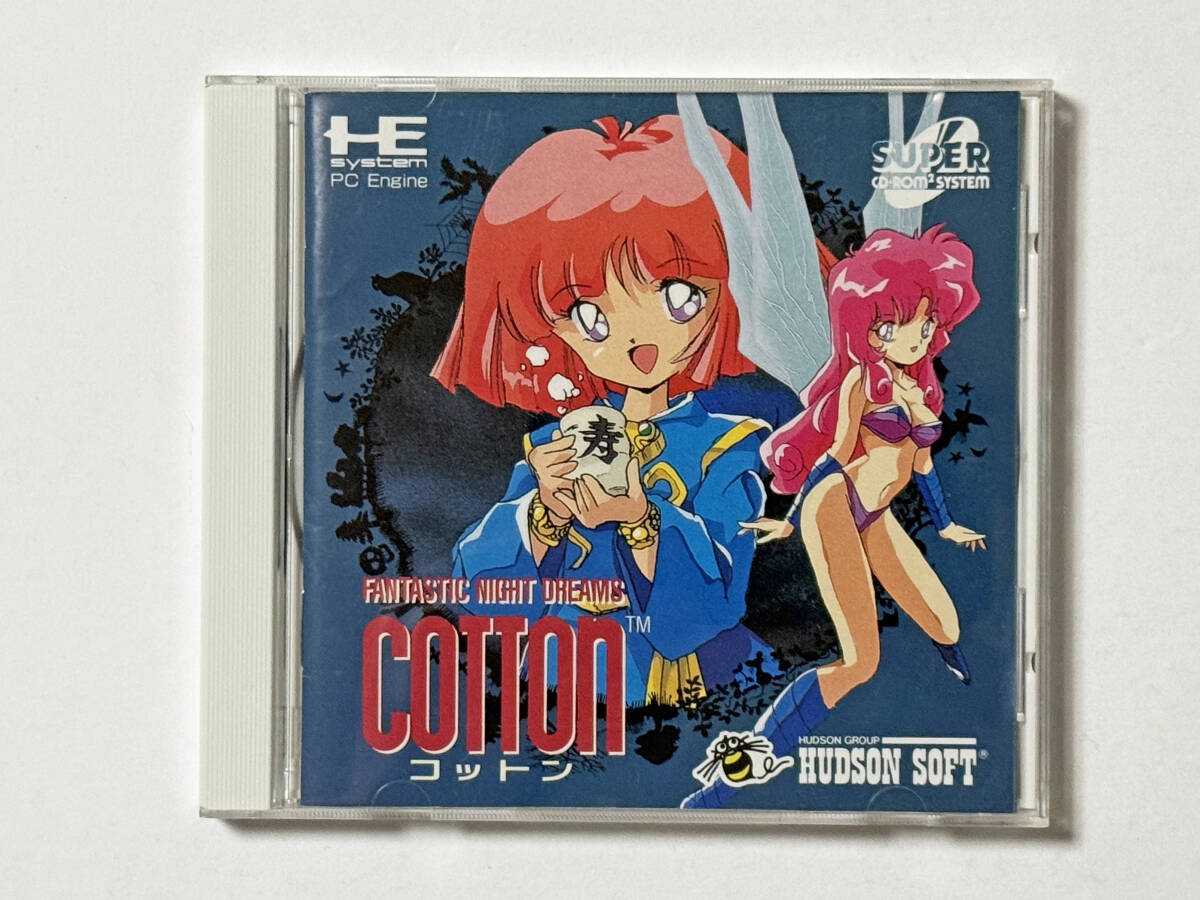 HE
system
PC Engine
SUPER
CD-ROM² SYSTEM
寿
FANTASTIC NIGHT DREAMS
COTTON™
コットン
HUDSON GROUP
HUDSON SOFT®